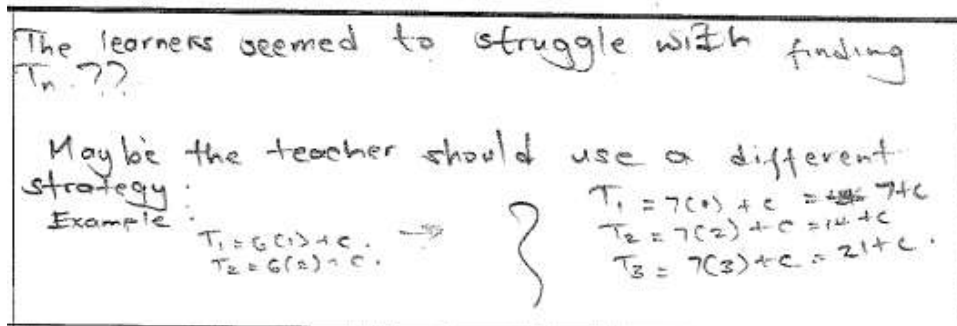 The learners seemed to struggle with finding
Tn ??
Maybe the teacher should use a different
strategy :
Example :
T1 = 6(1)+c.
T2 = 6(2)+c.
T1 = 7(1)+c = 7+c
T2 = 7(2)+c = 14+c
T3 = 7(3)+c = 21+c.